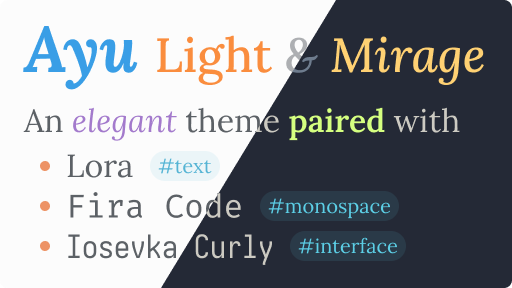 Ayu Light & Mirage
An elegant theme paired with
• Lora #text
• Fira Code #monospace
• Iosevka Curly #interface